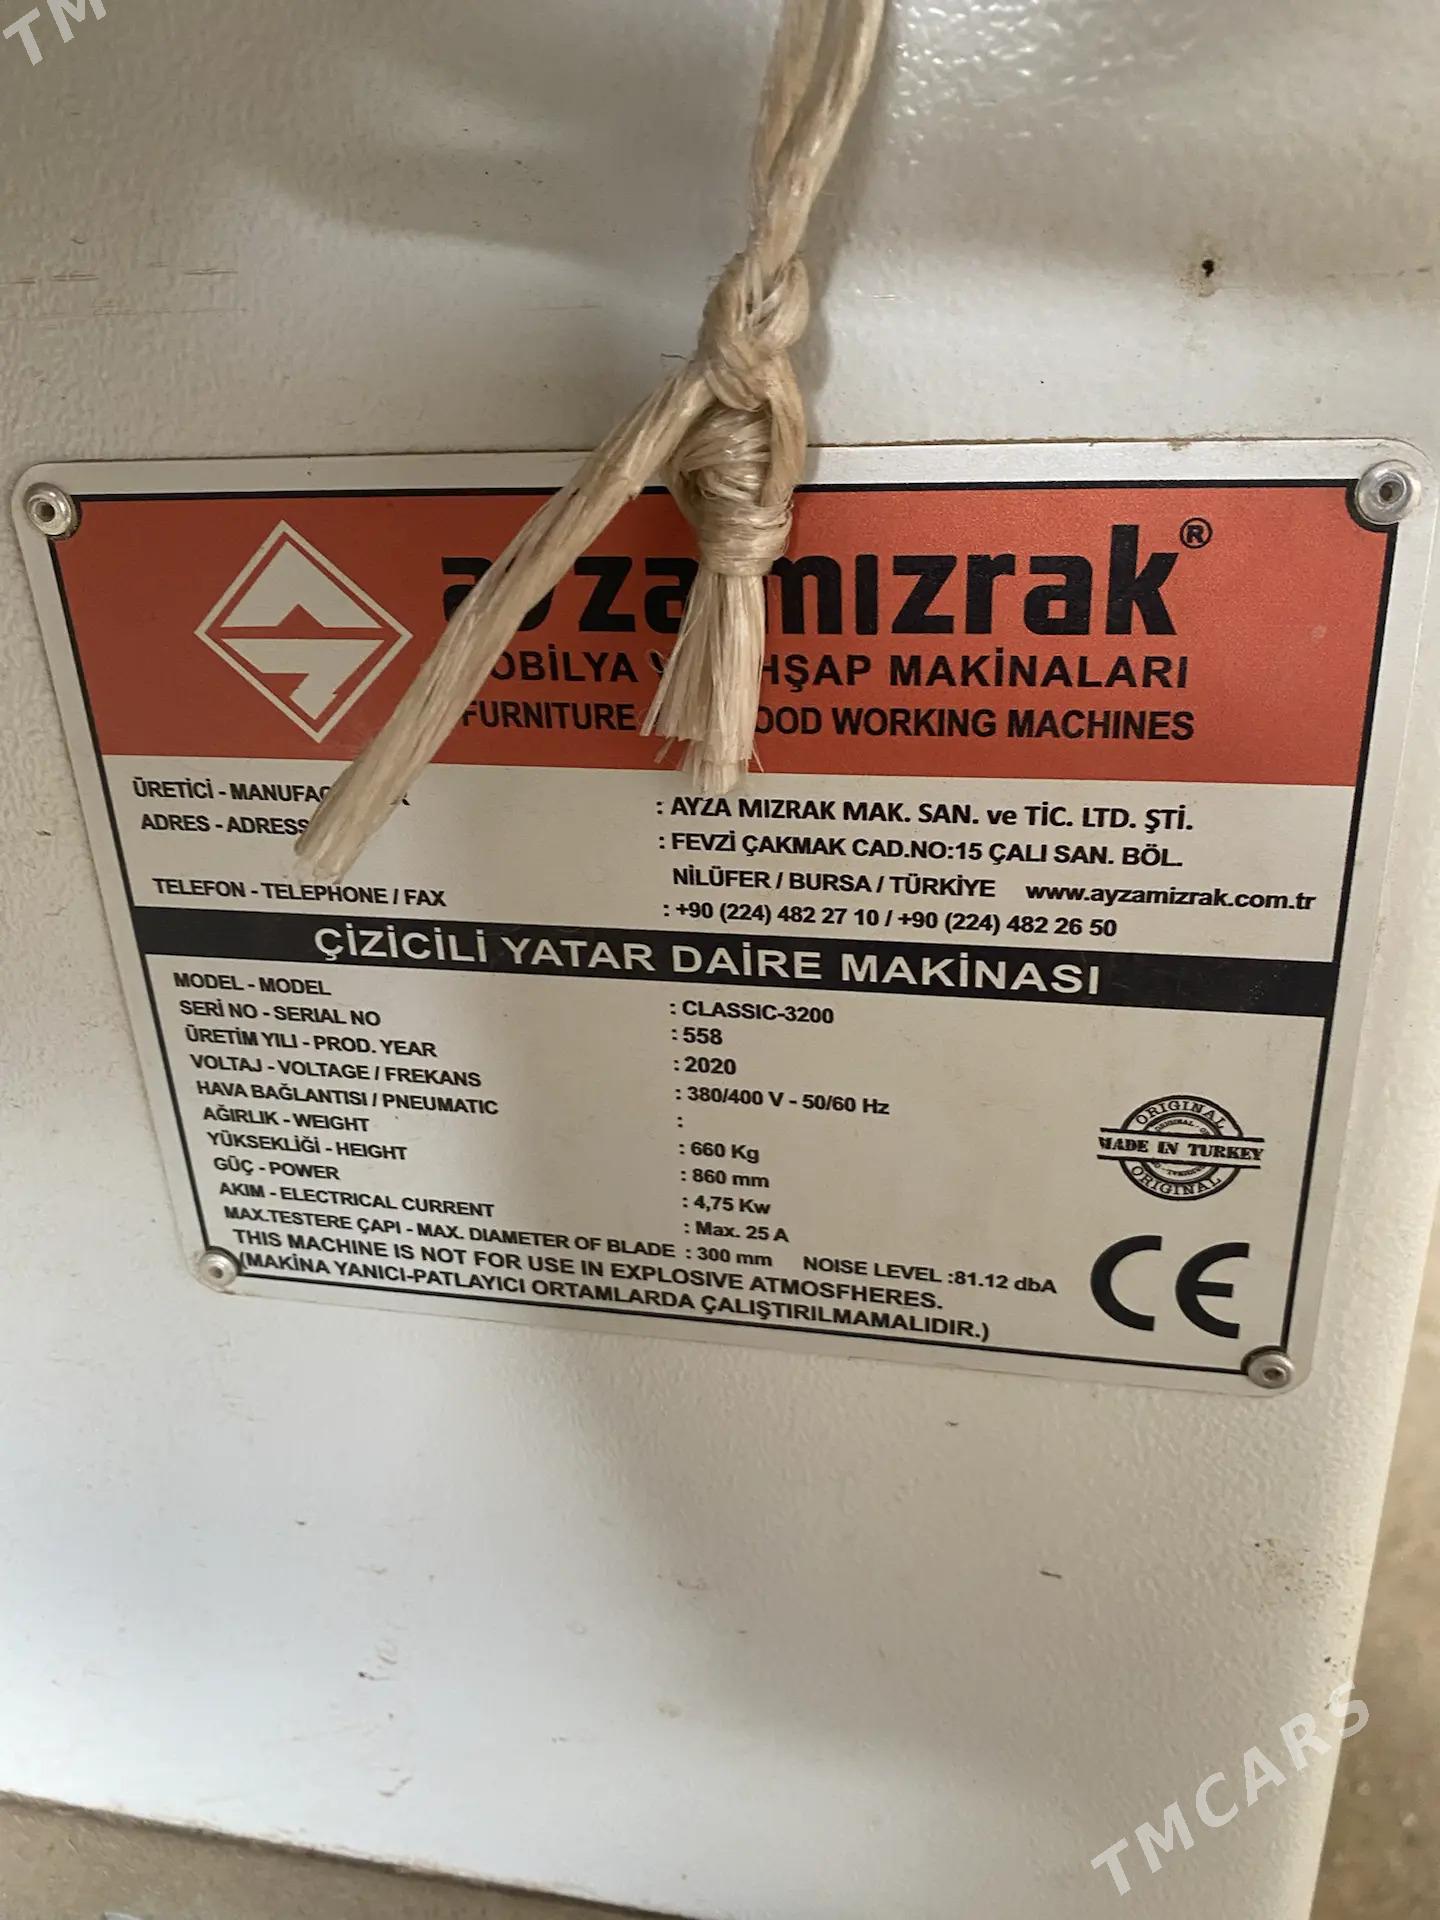 TM
ayzamızrak®
MOBİLYA VE AHŞAP MAKİNALARI
FURNITURE WOOD WORKING MACHINES
ÜRETİCİ - MANUFACTURER : AYZA MIZRAK MAK. SAN. ve TİC. LTD. ŞTİ.
ADRES - ADRESS : FEVZİ ÇAKMAK CAD.NO:15 ÇALI SAN. BÖL.
NİLÜFER / BURSA / TÜRKİYE www.ayzamizrak.com.tr
TELEFON - TELEPHONE / FAX : +90 (224) 482 27 10 / +90 (224) 482 26 50
ÇİZİCİLİ YATAR DAİRE MAKİNASI
MODEL - MODEL : CLASSIC-3200
SERİ NO - SERIAL NO : 558
ÜRETİM YILI - PROD. YEAR : 2020
VOLTAJ - VOLTAGE / FREKANS : 380/400 V - 50/60 Hz
HAVA BAĞLANTISI / PNEUMATIC :
AĞIRLIK - WEIGHT : 660 Kg
YÜKSEKLİĞİ - HEIGHT : 860 mm
GÜÇ - POWER : 4,75 Kw
AKIM - ELECTRICAL CURRENT : Max. 25 A
MAX.TESTERE ÇAPI - MAX. DIAMETER OF BLADE : 300 mm NOISE LEVEL :81.12 dbA
THIS MACHINE IS NOT FOR USE IN EXPLOSIVE ATMOSFHERES.
(MAKİNA YANICI-PATLAYICI ORTAMLARDA ÇALIŞTIRILMAMALIDIR.)
ORIGINAL
MADE IN TURKEY
ORIGINAL
CE
TMCARS